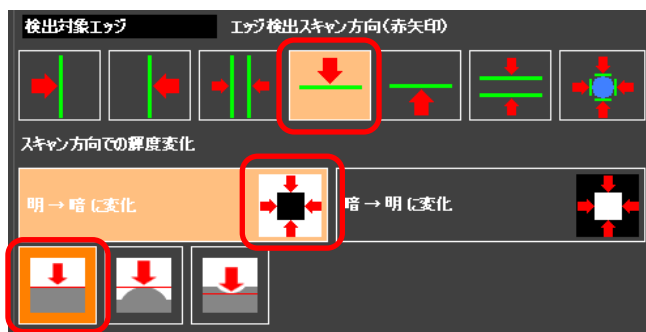 検出対象エッジ エッジ検出スキャン方向(赤矢印)
スキャン方向での輝度変化
明→暗に変化 暗→明に変化